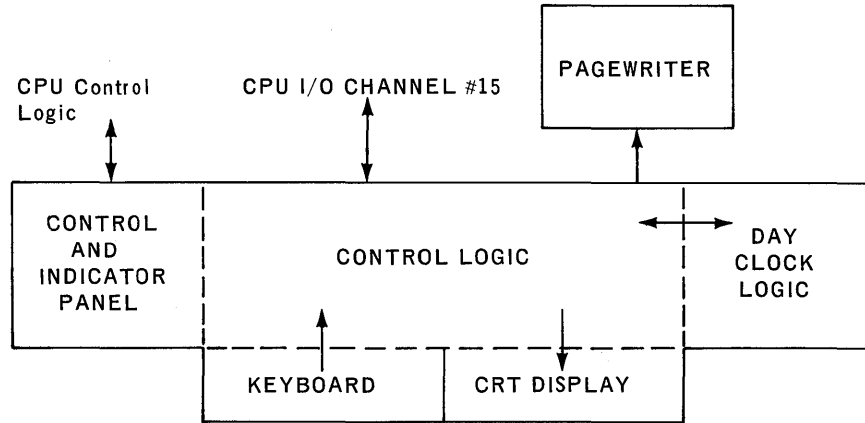 PAGEWRITER
CPU Control
Logic
CPU I/O CHANNEL #15
CONTROL
AND
INDICATOR
PANEL
CONTROL LOGIC
DAY
CLOCK
LOGIC
KEYBOARD
CRT DISPLAY